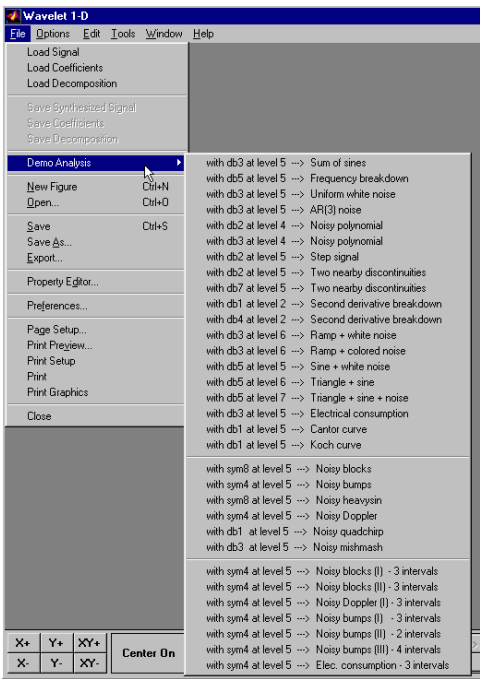 Wavelet 1-D
File Options Edit Tools Window Help
Load Signal
Load Coefficients
Load Decomposition
Save Synthesized Signal
Save Coefficients
Save Decomposition
Demo Analysis
New Figure Ctrl+N
Open... Ctrl+O
Save Ctrl+S
Save As...
Export...
Property Editor...
Preferences...
Page Setup...
Print Preview...
Print Setup
Print
Print Graphics
Close
with db3 at level 5 ---> Sum of sines
with db5 at level 5 ---> Frequency breakdown
with db3 at level 5 ---> Uniform white noise
with db3 at level 5 ---> AR(3) noise
with db2 at level 4 ---> Noisy polynomial
with db3 at level 4 ---> Noisy polynomial
with db2 at level 5 ---> Step signal
with db2 at level 5 ---> Two nearby discontinuities
with db7 at level 5 ---> Two nearby discontinuities
with db1 at level 2 ---> Second derivative breakdown
with db4 at level 2 ---> Second derivative breakdown
with db3 at level 6 ---> Ramp + white noise
with db3 at level 6 ---> Ramp + colored noise
with db5 at level 5 ---> Sine + white noise
with db5 at level 6 ---> Triangle + sine
with db5 at level 7 ---> Triangle + sine + noise
with db3 at level 5 ---> Electrical consumption
with db1 at level 5 ---> Cantor curve
with db1 at level 5 ---> Koch curve
with sym8 at level 5 ---> Noisy blocks
with sym4 at level 5 ---> Noisy bumps
with sym8 at level 5 ---> Noisy heavysin
with sym4 at level 5 ---> Noisy Doppler
with db1 at level 5 ---> Noisy quadchirp
with db3 at level 5 ---> Noisy mishmash
with sym4 at level 5 ---> Noisy blocks (I) - 3 intervals
with sym4 at level 5 ---> Noisy blocks (II) - 3 intervals
with sym4 at level 5 ---> Noisy Doppler (I) - 3 intervals
with sym4 at level 5 ---> Noisy bumps (I) - 3 intervals
with sym4 at level 5 ---> Noisy bumps (II) - 2 intervals
with sym4 at level 5 ---> Noisy bumps (III) - 4 intervals
with sym4 at level 5 ---> Elec. consumption - 3 intervals
X+ Y+ XY+
Center On
X- Y- XY-